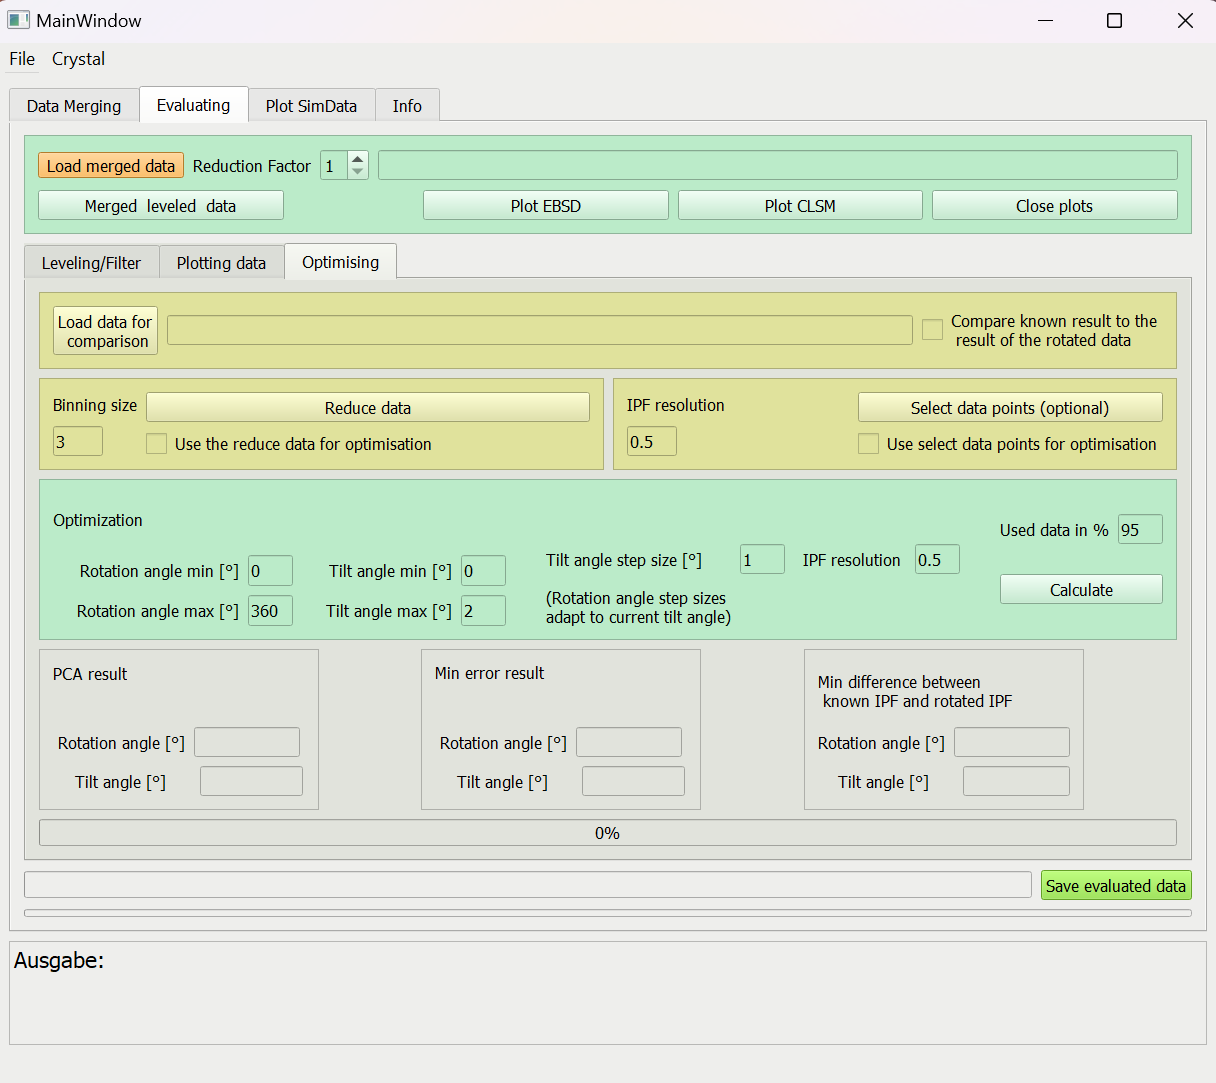 MainWindow
File Crystal
Data Merging Evaluating Plot SimData Info
Load merged data Reduction Factor 1
Merged leveled data Plot EBSD Plot CLSM Close plots
Leveling/Filter Plotting data Optimising
Load data for
comparison
Compare known result to the
result of the rotated data
Binning size Reduce data
3 Use the reduce data for optimisation
IPF resolution Select data points (optional)
0.5 Use select data points for optimisation
Optimization
Rotation angle min [°] 0 Tilt angle min [°] 0
Rotation angle max [°] 360 Tilt angle max [°] 2
Tilt angle step size [°] 1 IPF resolution 0.5
(Rotation angle step sizes
adapt to current tilt angle)
Used data in % 95
Calculate
PCA result
Rotation angle [°]
Tilt angle [°]
Min error result
Rotation angle [°]
Tilt angle [°]
Min difference between
known IPF and rotated IPF
Rotation angle [°]
Tilt angle [°]
0%
Save evaluated data
Ausgabe: